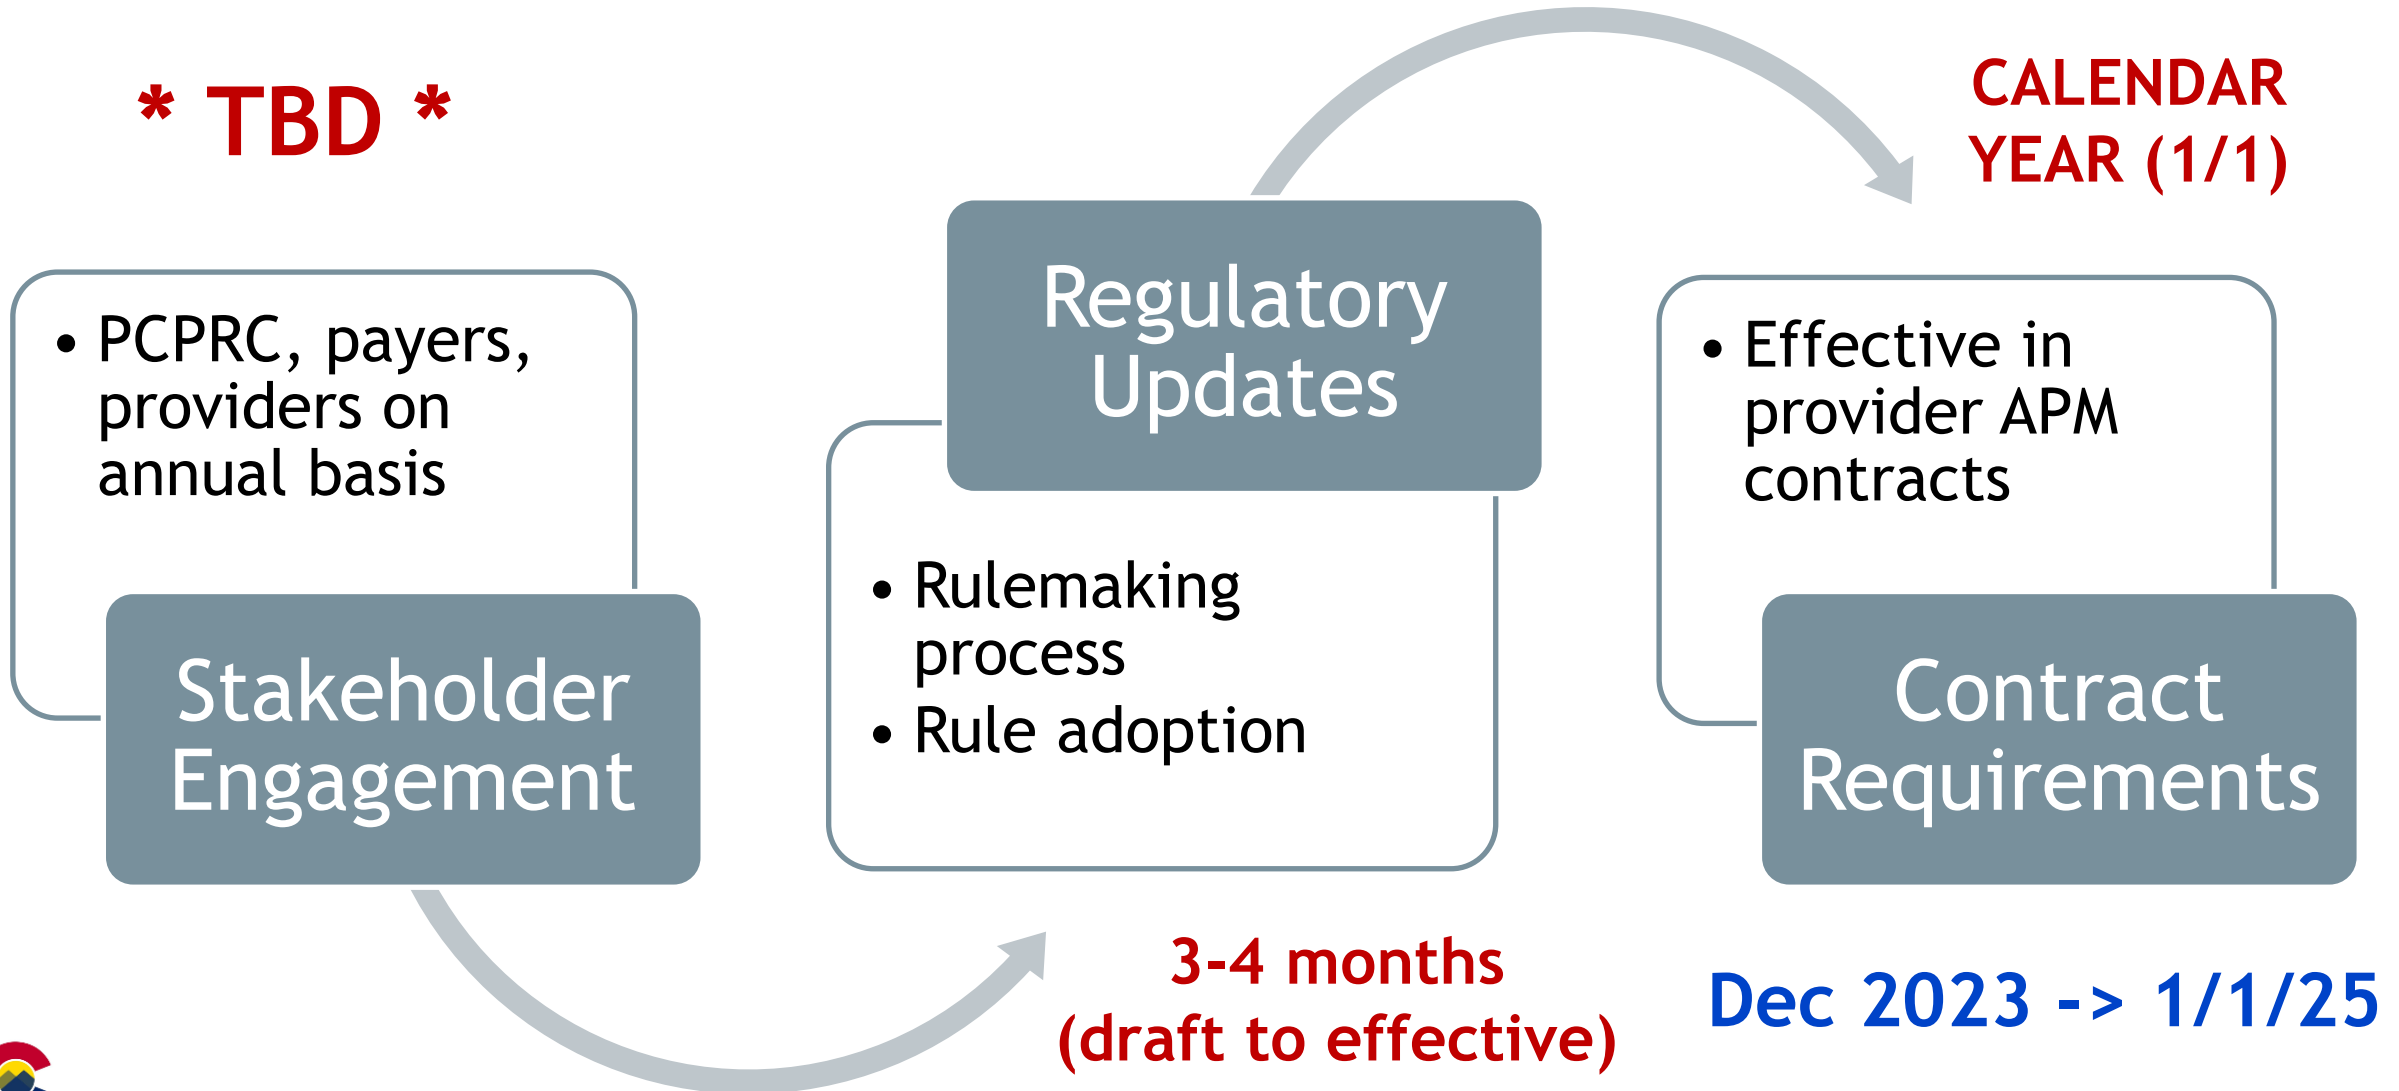 * TBD *
• PCPRC, payers,
providers on
annual basis
Stakeholder
Engagement
Regulatory
Updates
• Rulemaking
process
• Rule adoption
3-4 months
(draft to effective)
CALENDAR
YEAR (1/1)
• Effective in
provider APM
contracts
Contract
Requirements
Dec 2023 -> 1/1/25